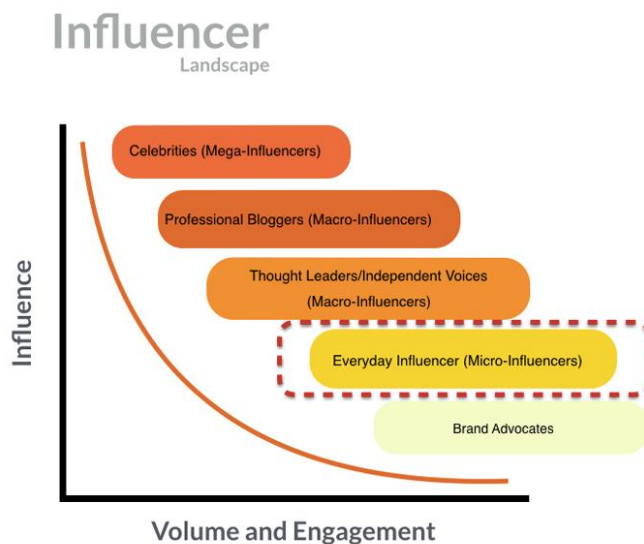 Influencer
Landscape
Celebrities (Mega-Influencers)
Professional Bloggers (Macro-Influencers)
Thought Leaders/Independent Voices
(Macro-Influencers)
Everyday Influencer (Micro-Influencers)
Brand Advocates
Influence
Volume and Engagement